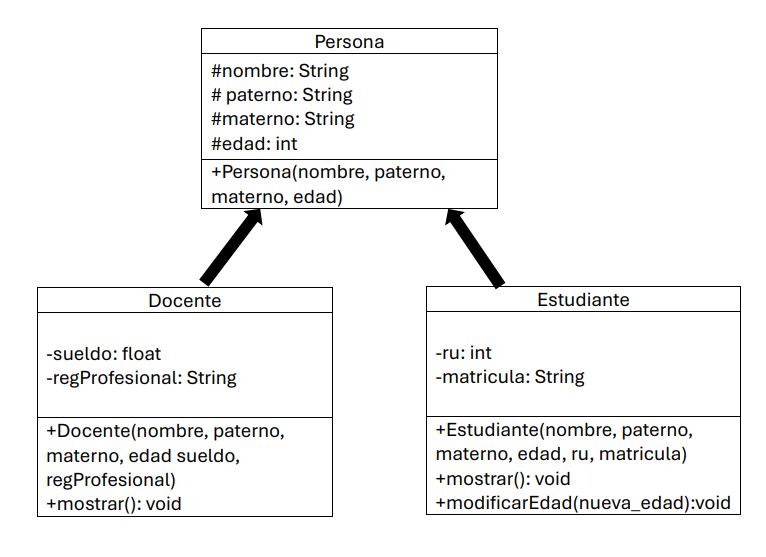 Persona
#nombre: String
# paterno: String
#materno: String
#edad: int
+Persona(nombre, paterno,
materno, edad)
Docente
-sueldo: float
-regProfesional: String
+Docente(nombre, paterno,
materno, edad sueldo,
regProfesional)
+mostrar(): void
Estudiante
-ru: int
-matricula: String
+Estudiante(nombre, paterno,
materno, edad, ru, matricula)
+mostrar(): void
+modificarEdad(nueva_edad):void